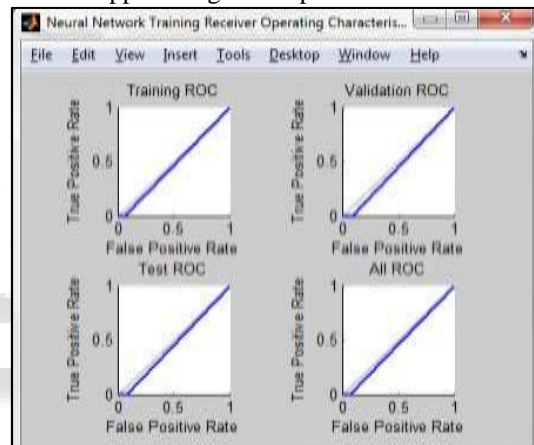 Neural Network Training Receiver Operating Characteris...
File Edit View Insert Tools Desktop Window Help
Training ROC
Validation ROC
True Positive Rate
1
0.5
0
0 0.5 1
False Positive Rate
True Positive Rate
1
0.5
0
0 0.5 1
False Positive Rate
Test ROC
All ROC
True Positive Rate
1
0.5
0
0 0.5 1
False Positive Rate
True Positive Rate
1
0.5
0
0 0.5 1
False Positive Rate